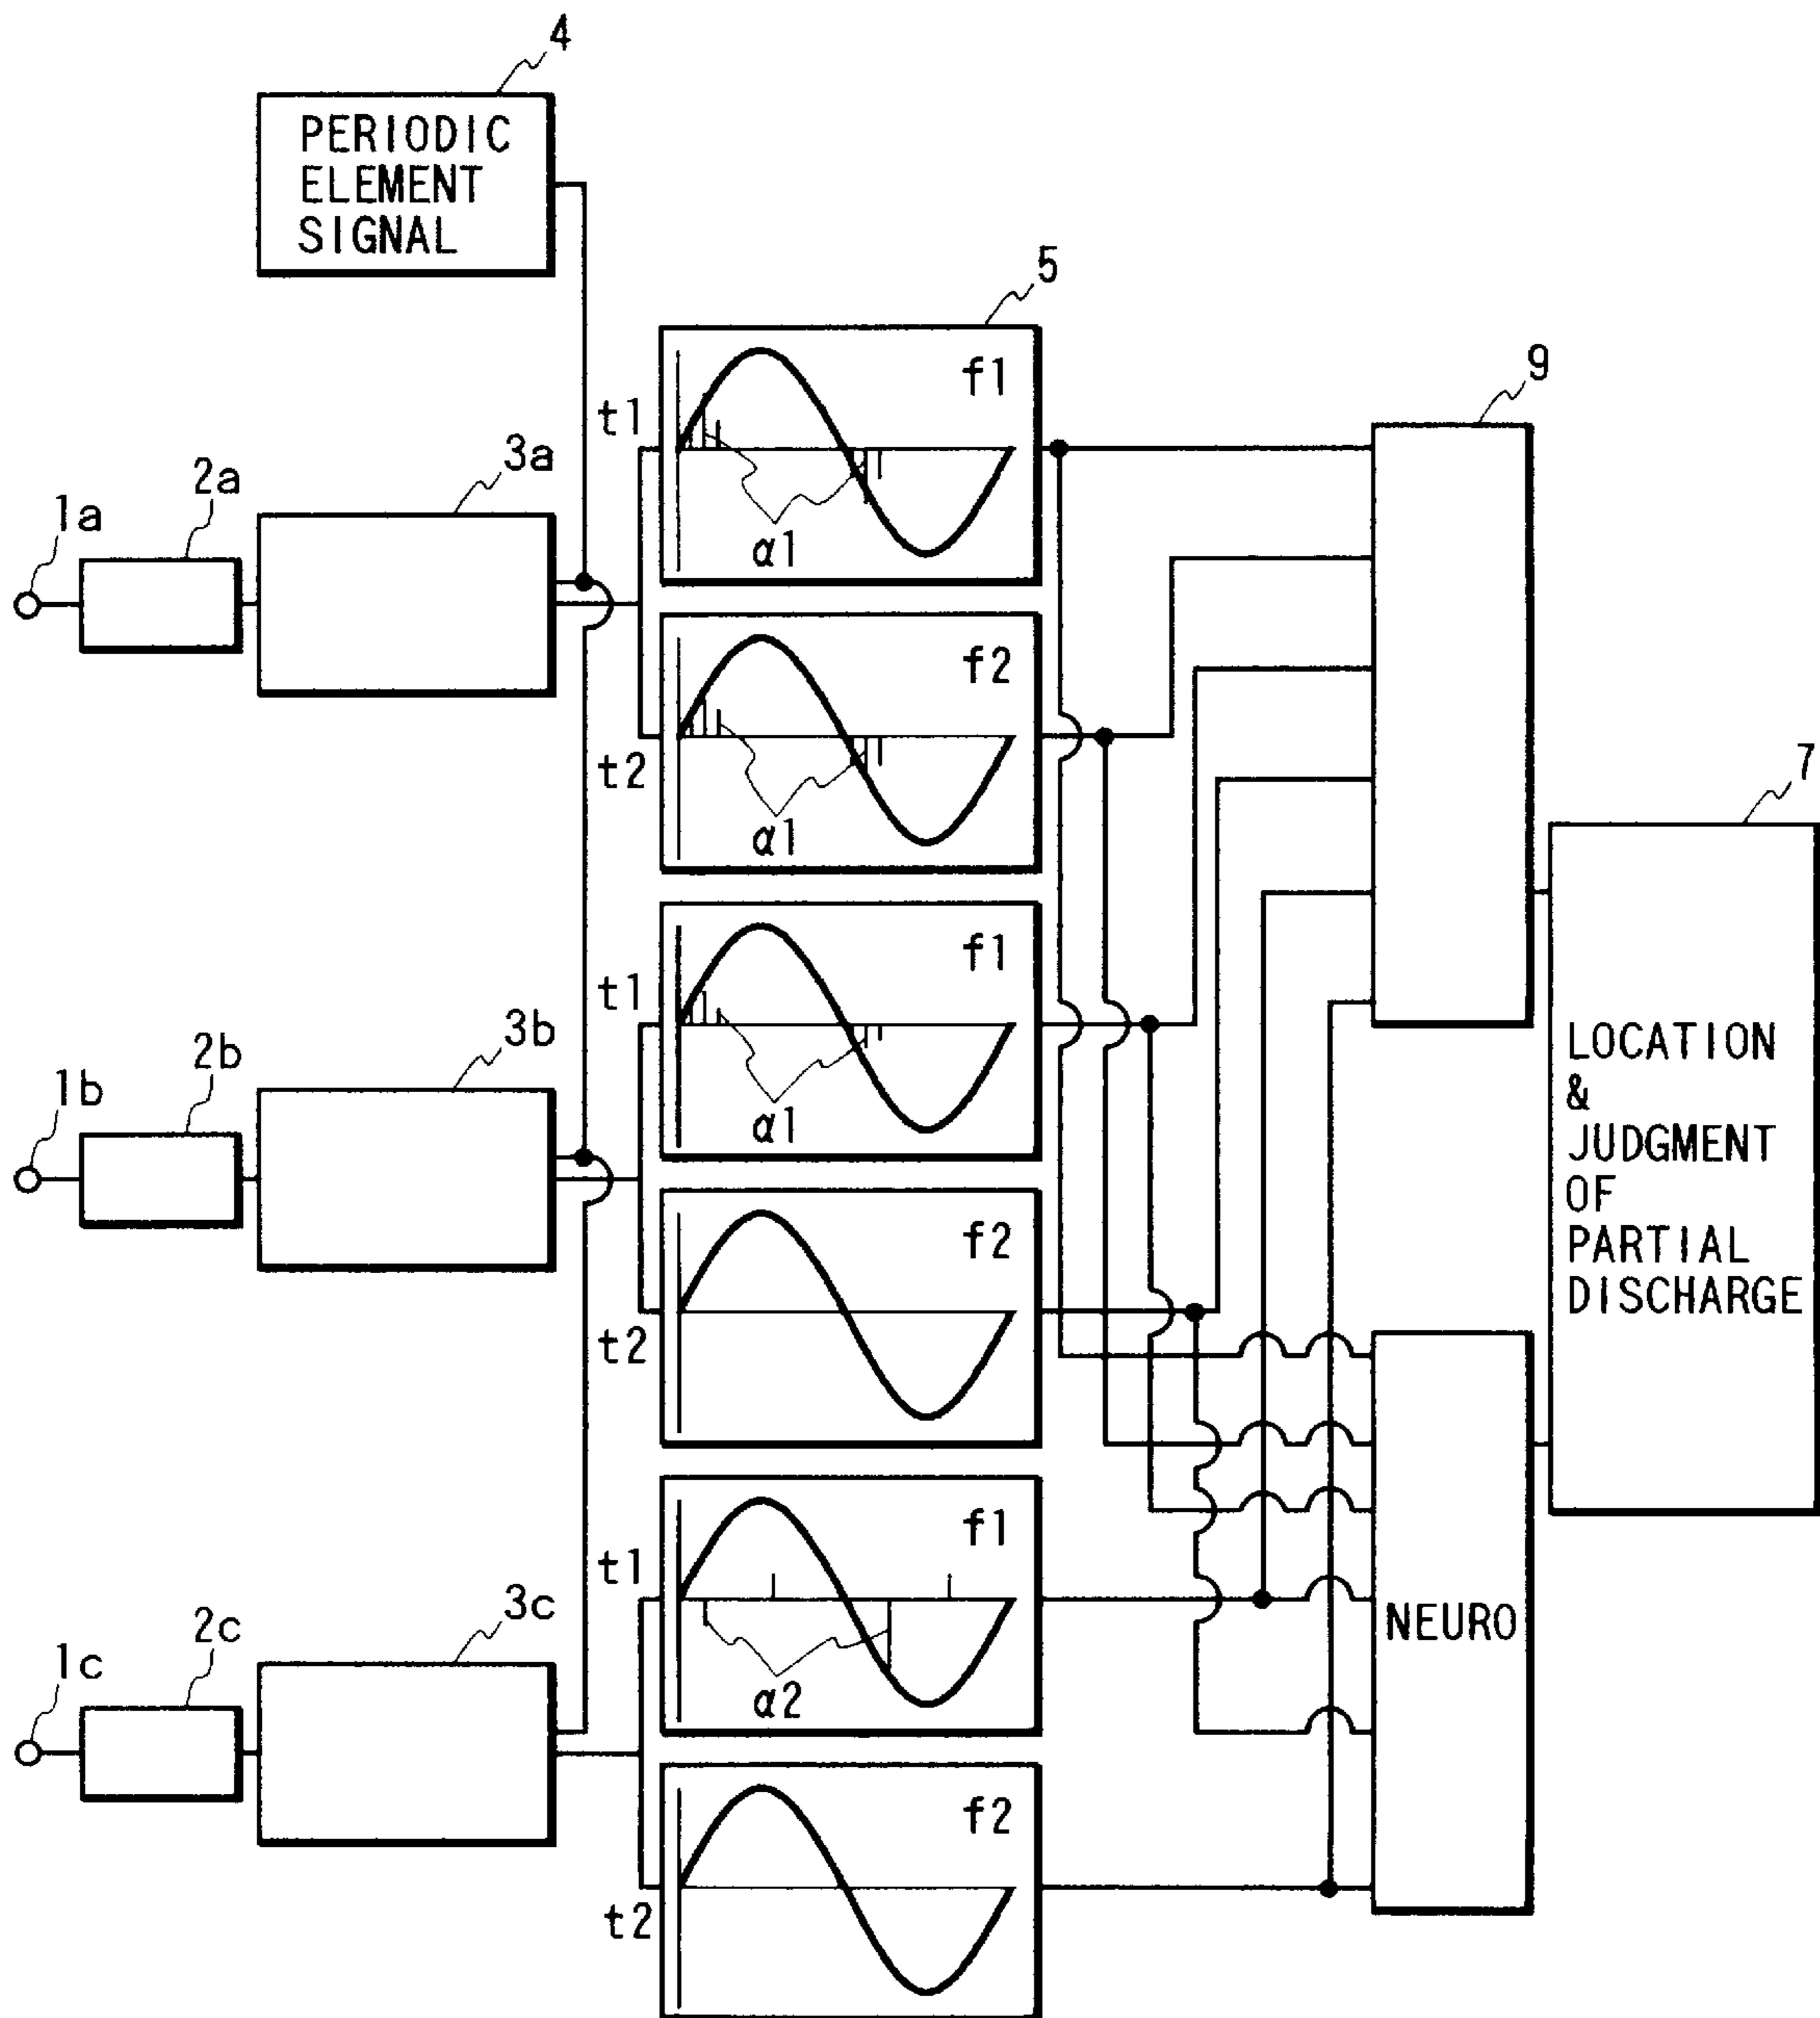 4
PERIODIC
ELEMENT
SIGNAL
5
f1
t1
α1
9
3a
2a
1a
f2
t2
α1
7
f1
t1
α1
3b
2b
1b
LOCATION
&
JUDGMENT
OF
PARTIAL
DISCHARGE
f2
t2
f1
t1
α2
3c
2c
1c
NEURO
f2
t2